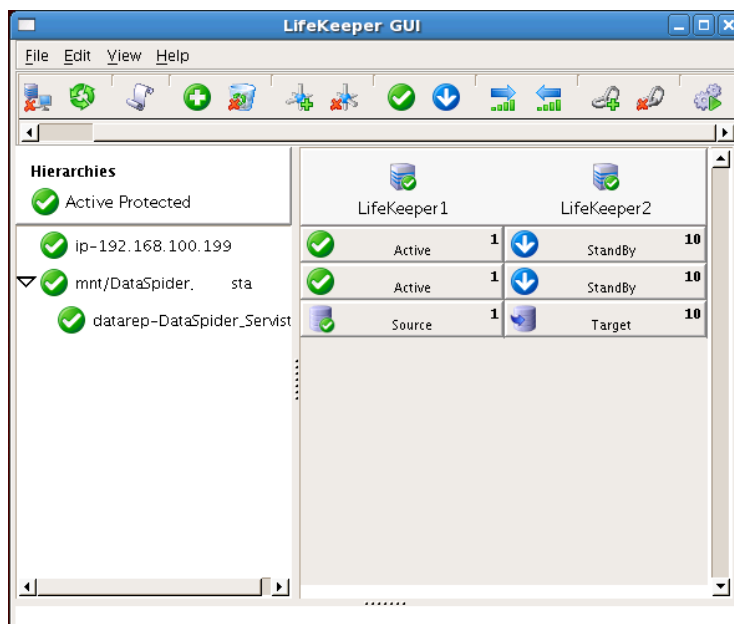 LifeKeeper GUI
File Edit View Help
Hierarchies
Active Protected
LifeKeeper1 LifeKeeper2
ip-192.168.100.199 Active 1 StandBy 10
mnt/DataSpider. sta Active 1 StandBy 10
datarep-DataSpider_Servist Source 1 Target 10